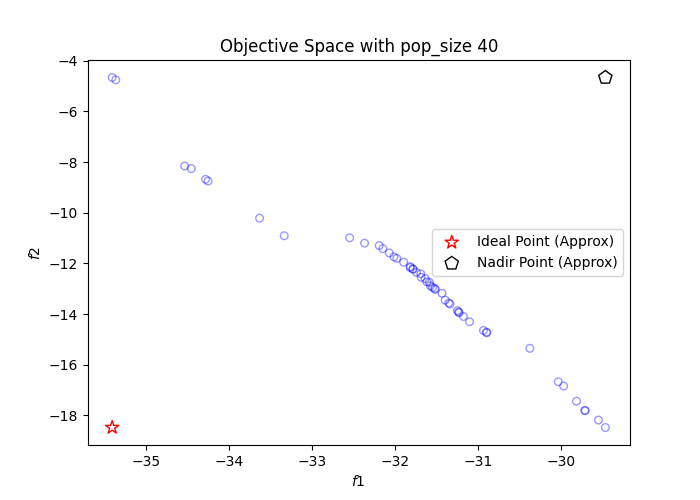 Objective Space with pop_size 40
−4
−6
−8
−10
−12
−14
−16
−18
f2
Ideal Point (Approx)
Nadir Point (Approx)
−35
−34
−33
−32
−31
−30
f1